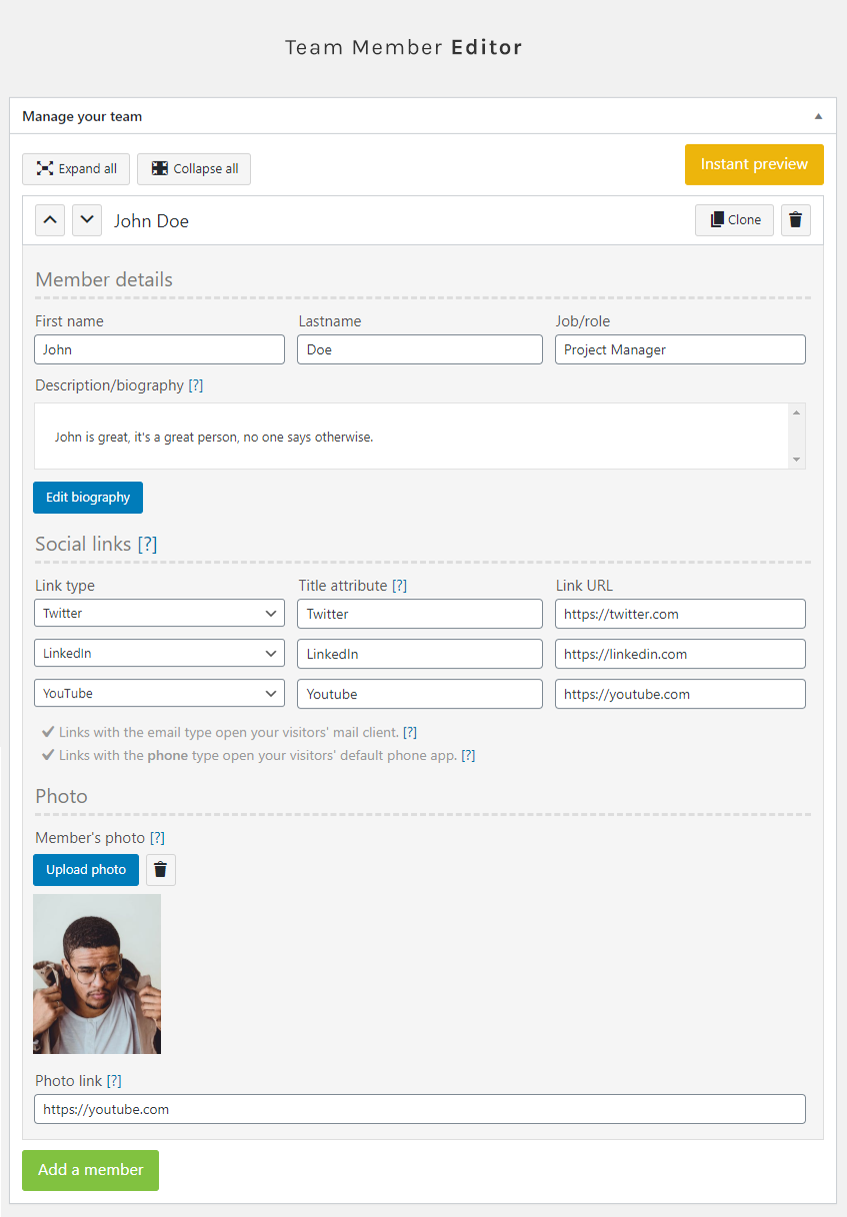 Team Member Editor
Manage your team
Expand all Collapse all Instant preview
John Doe Clone
Member details
First name Lastname Job/role
John Doe Project Manager
Description/biography [?]
John is great, it's a great person, no one says otherwise.
Edit biography
Social links [?]
Link type Title attribute [?] Link URL
Twitter Twitter https://twitter.com
LinkedIn LinkedIn https://linkedin.com
YouTube Youtube https://youtube.com
Links with the email type open your visitors' mail client. [?]
Links with the phone type open your visitors' default phone app. [?]
Photo
Member's photo [?]
Upload photo
Photo link [?]
https://youtube.com
Add a member